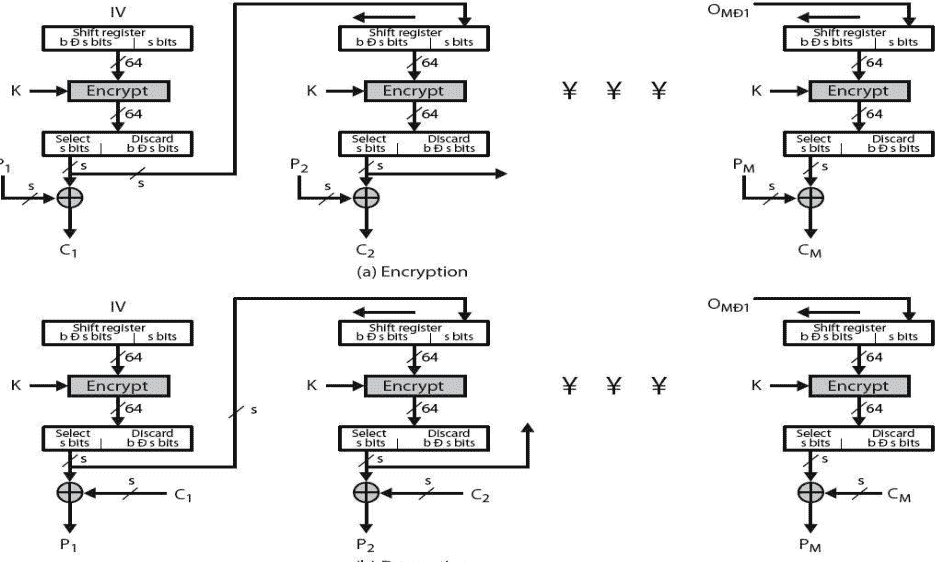 IV
O MÐ1
Shift register
b Ð s bits s bits
Shift register
b Ð s bits s bits
Shift register
b Ð s bits s bits
64
64
64
K
Encrypt
K
Encrypt
K
Encrypt
¥ ¥ ¥
64
64
64
Select
s bits
Discard
b Ð s bits
Select
s bits
Discard
b Ð s bits
Select
s bits
Discard
b Ð s bits
P1
s
s
s
P2
s
s
PM
s
s
C1
C2
CM
(a) Encryption
IV
O MÐ1
Shift register
b Ð s bits s bits
Shift register
b Ð s bits s bits
Shift register
b Ð s bits s bits
64
64
64
K
Encrypt
K
Encrypt
K
Encrypt
¥ ¥ ¥
64
64
64
s
Select
s bits
Discard
b Ð s bits
Select
s bits
Discard
b Ð s bits
Select
s bits
Discard
b Ð s bits
s
s
C1
s
s
C2
s
s
CM
P1
P2
PM